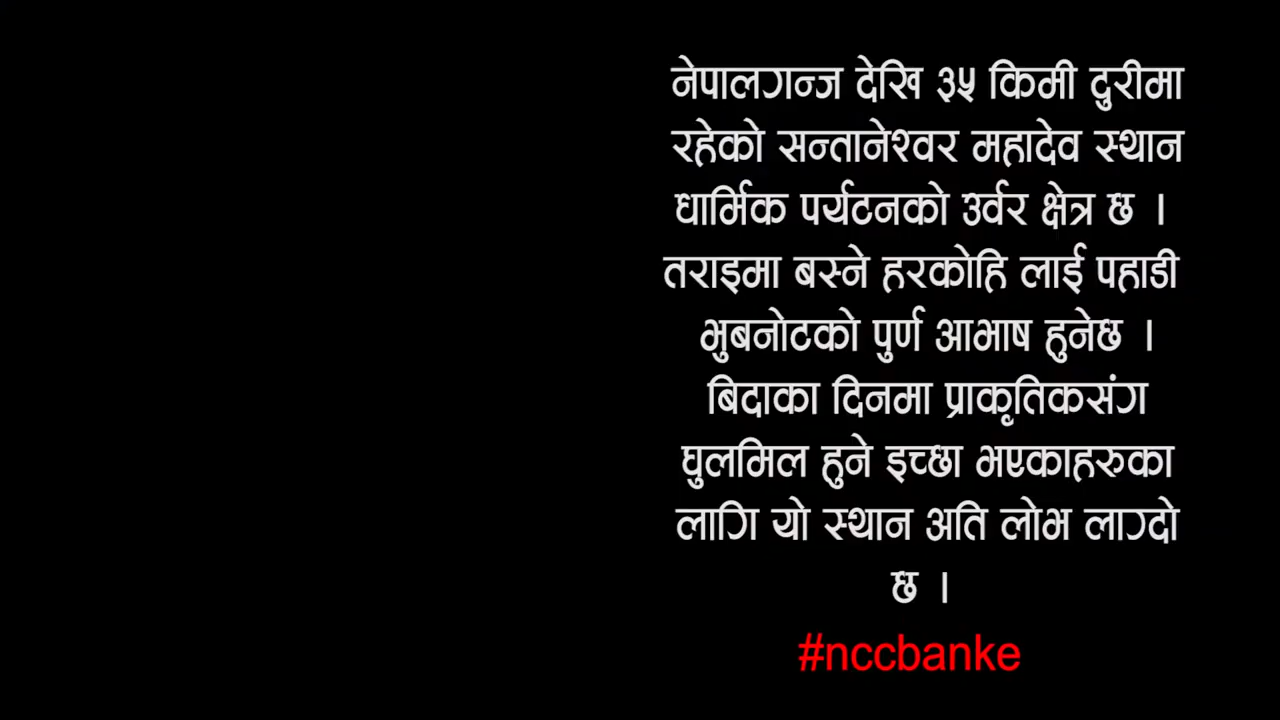 नेपालगन्ज देखि ३५ किमी दुरीमा
रहेको सन्तानेश्वर महादेव स्थान
धार्मिक पर्यटनको उर्वर क्षेत्र छ ।
तराइमा बस्ने हरकोहि लाई पहाडी
भुबनोटको पुर्ण आभाष हुनेछ ।
बिदाका दिनमा प्राकृतिकसंग
घुलमिल हुने इच्छा भएकाहरुका
लागि यो स्थान अति लोभ लाग्दो
छ ।
#nccbanke